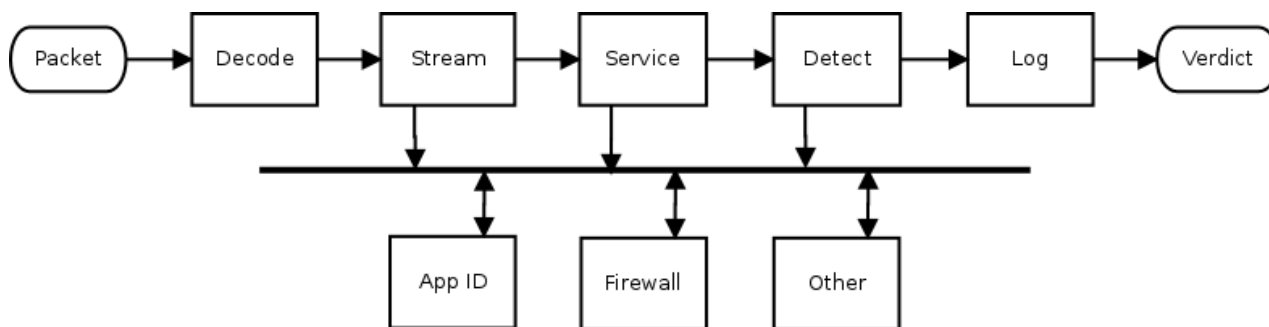 Packet
Decode
Stream
Service
Detect
Log
Verdict
App ID
Firewall
Other